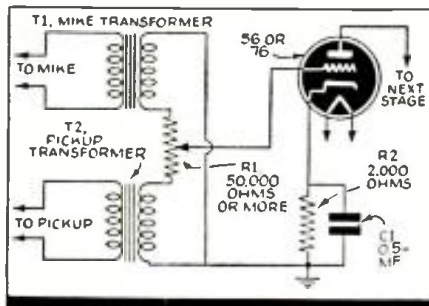 T1, MIKE TRANSFORMER
TO MIKE
T2,
PICKUP
TRANSFORMER
TO PICKUP
R1
50,000
OHMS
OR MORE
56 OR
76
TO
NEXT
STAGE
R2
2,000
OHMS
C1
0.5-
MF